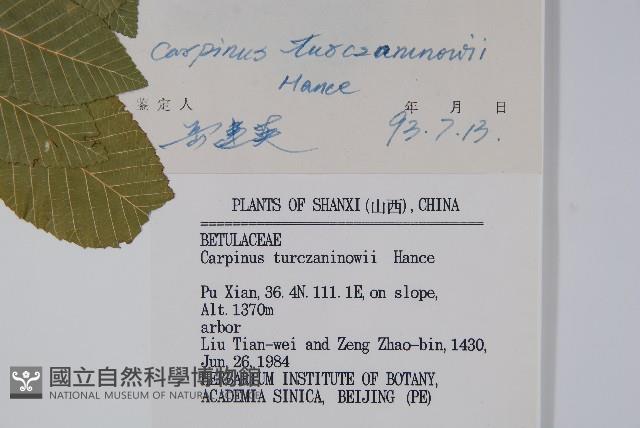 Carpinus turczaninowii
Hance
鉴定人 年 月 日
93.7.13.
PLANTS OF SHANXI (山西), CHINA
BETULACEAE
Carpinus turczaninowii Hance
Pu Xian, 36.4N. 111.1E, on slope,
Alt. 1370m
arbor
Liu Tian-wei and Zeng Zhao-bin, 1430,
Jun, 26, 1984
HERBARIUM INSTITUTE OF BOTANY,
ACADEMIA SINICA, BEIJING (PE)
國立自然科學博物館
NATIONAL MUSEUM OF NATURAL SCIENCE